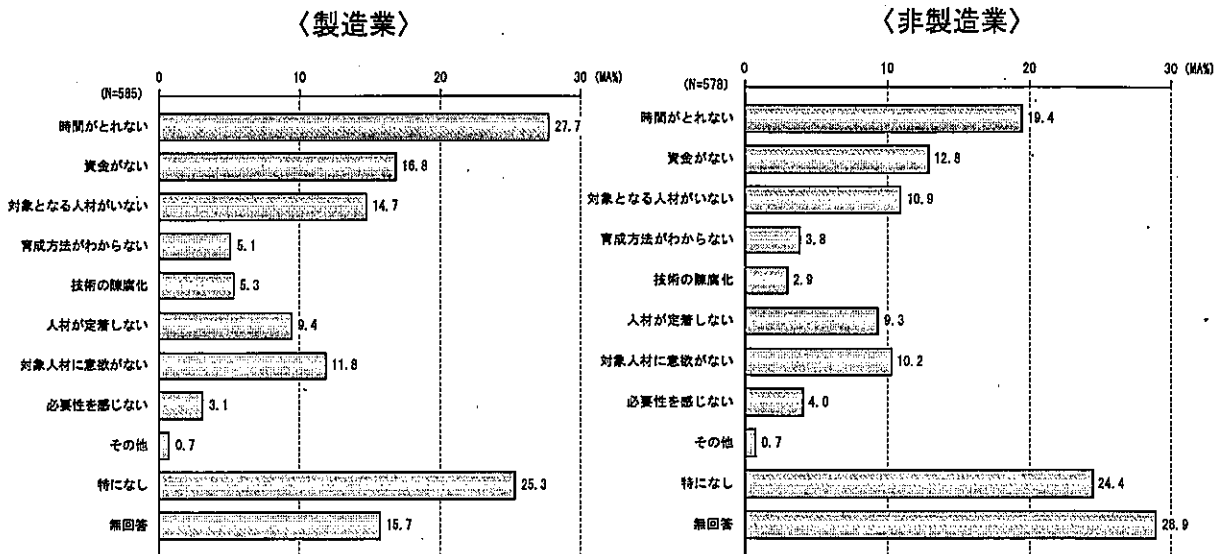 〈製造業〉
0 10 20 30 (MA%)
(N=585)
時間がとれない 27.7
資金がない 16.8
対象となる人材がいない 14.7
育成方法がわからない 5.1
技術の陳腐化 5.3
人材が定着しない 9.4
対象人材に意欲がない 11.8
必要性を感じない 3.1
その他 0.7
特になし 25.3
無回答 15.7
〈非製造業〉
0 10 20 30 (MA%)
(N=578)
時間がとれない 19.4
資金がない 12.8
対象となる人材がいない 10.9
育成方法がわからない 3.8
技術の陳腐化 2.9
人材が定着しない 9.3
対象人材に意欲がない 10.2
必要性を感じない 4.0
その他 0.7
特になし 24.4
無回答 28.9